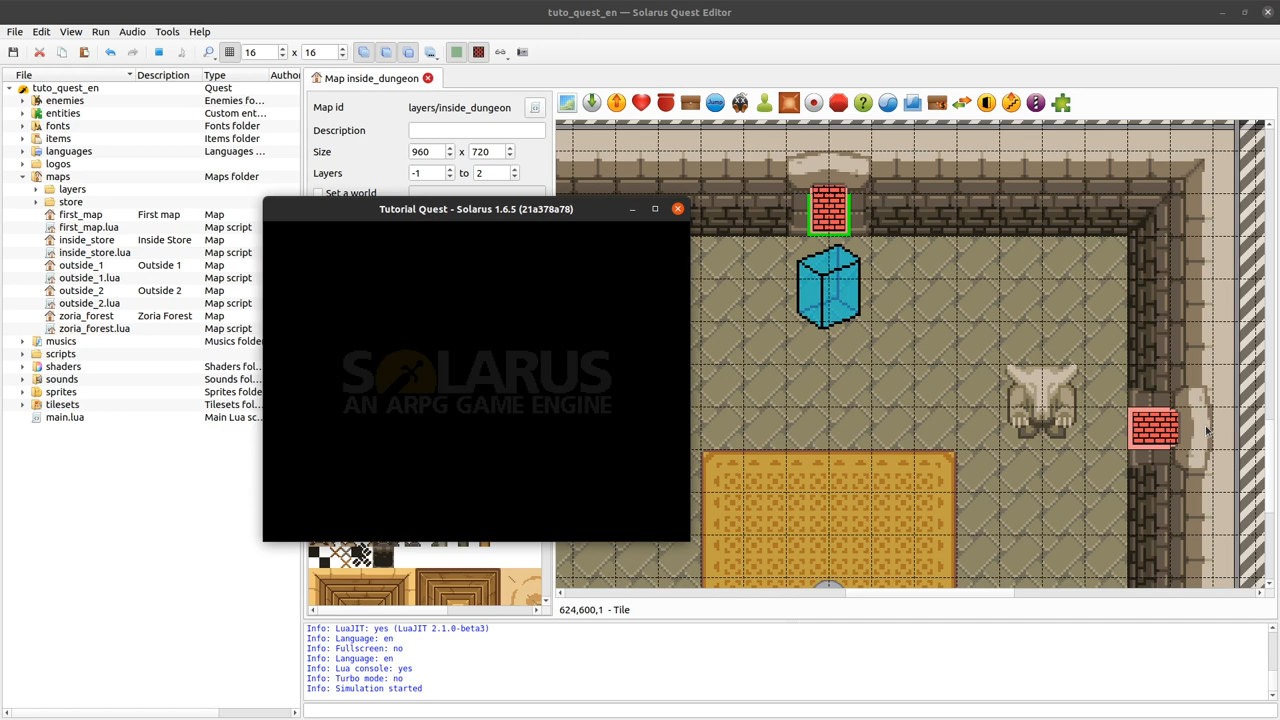 tuto_quest_en — Solarus Quest Editor
File Edit View Run Audio Tools Help
16 x 16
File Description Type Author
tuto_quest_en Quest
enemies Enemies fo...
entities Custom ent...
fonts Fonts folder
items Items folder
languages Languages ...
logos
maps Maps folder
layers
store
first_map First map Map
first_map.lua Map script
inside_store Inside Store Map
inside_store.lua Map script
outside_1 Outside 1 Map
outside_1.lua Map script
outside_2 Outside 2 Map
outside_2.lua Map script
zoria_forest Zoria Forest Map
zoria_forest.lua Map script
musics Musics folder
scripts
shaders Shaders fol...
sounds Sounds fol...
sprites Sprites folder
tilesets Tilesets fol...
main.lua Main Lua sc...
Map inside_dungeon
Map id layers/inside_dungeon
Description
Size 960 x 720
Layers -1 to 2
Set a world
Jump
Tutorial Quest - Solarus 1.6.5 (21a378a78)
SOLARUS
AN ARPG GAME ENGINE
624,600,1 - Tile
Info: LuaJIT: yes (LuaJIT 2.1.0-beta3)
Info: Language: en
Info: Fullscreen: no
Info: Language: en
Info: Lua console: yes
Info: Turbo mode: no
Info: Simulation started